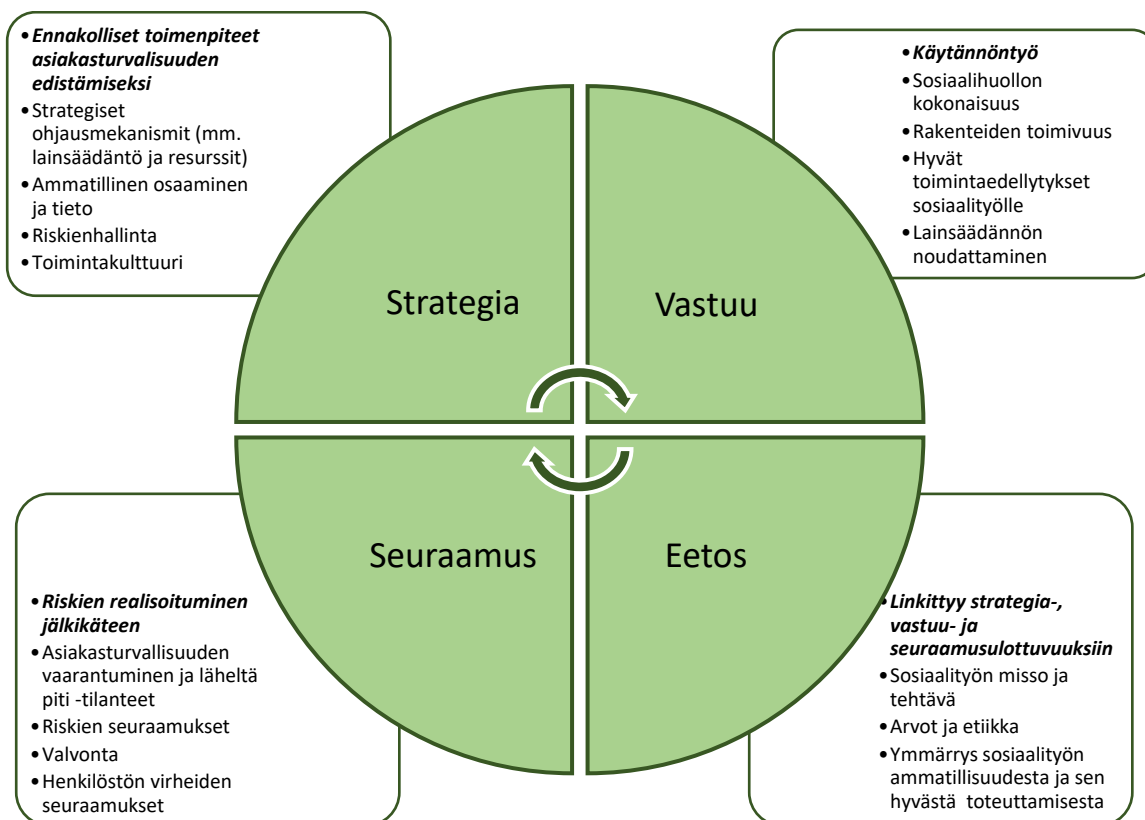 •Ennakolliset toimenpiteet
asiakasturvalisuuden
edistämiseksi
•Strategiset
ohjausmekanismit (mm.
lainsäädäntö ja resurssit)
•Ammatillinen osaaminen
ja tieto
•Riskienhallinta
•Toimintakulttuuri
•Käytännöntyö
•Sosiaalihuollon
kokonaisuus
•Rakenteiden toimivuus
•Hyvät
toimintaedellytykset
sosiaalityölle
•Lainsäädännön
noudattaminen
Strategia
Vastuu
Seuraamus
Eetos
•Riskien realisoituminen
jälkikäteen
•Asiakasturvallisuuden
vaarantuminen ja läheltä
piti -tilanteet
•Riskien seuraamukset
•Valvonta
•Henkilöstön virheiden
seuraamukset
•Linkittyy strategia-,
vastuu- ja
seuraamusulottuvuuksiin
•Sosiaalityön misso ja
tehtävä
•Arvot ja etiikka
•Ymmärrys sosiaalityön
ammatillisuudesta ja sen
hyvästä toteuttamisesta